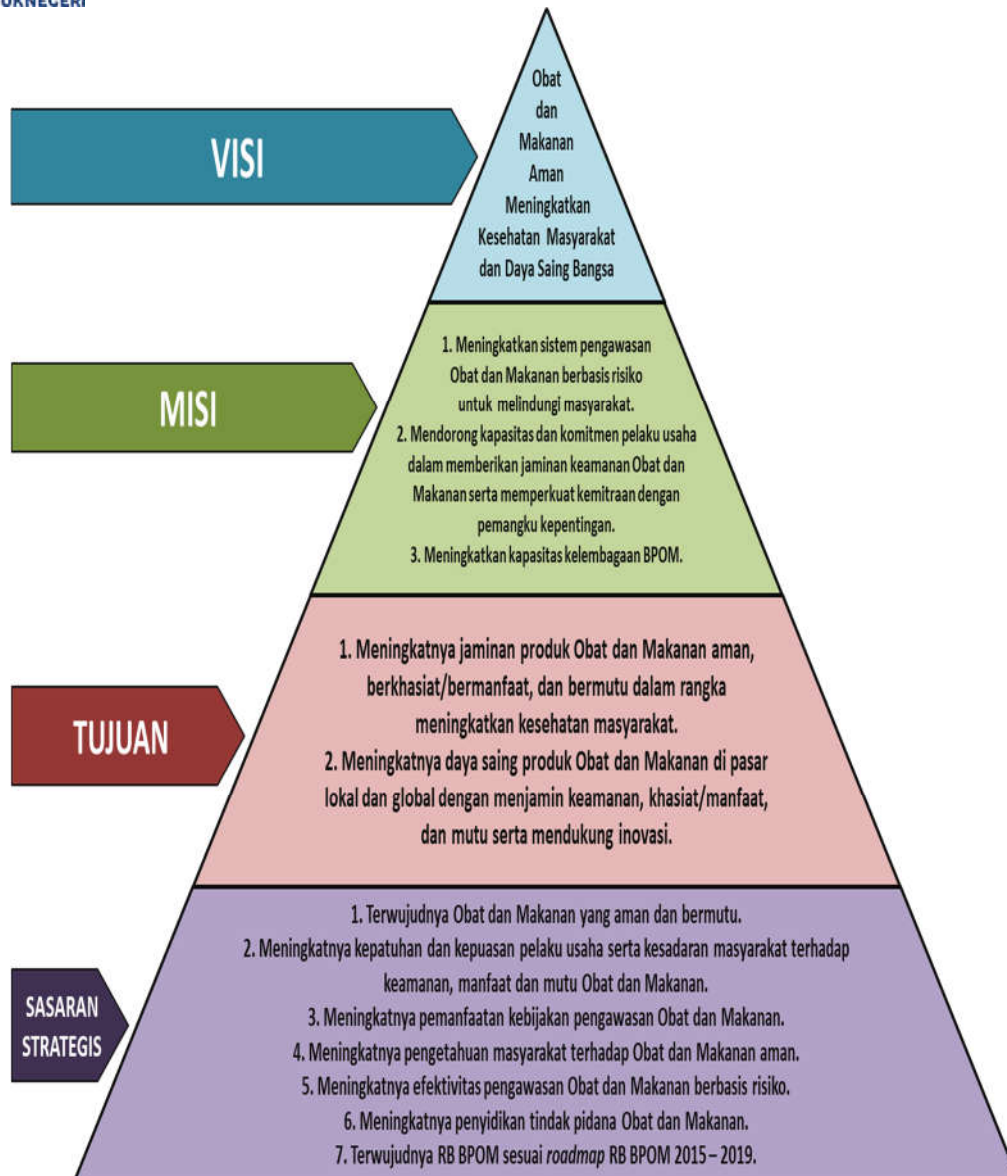 Obat
dan
Makanan
Aman
Meningkatkan
Kesehatan Masyarakat
dan Daya Saing Bangsa
VISI
1. Meningkatkan sistem pengawasan
Obat dan Makanan berbasis risiko
untuk melindungi masyarakat.
2. Mendorong kapasitas dan komitmen pelaku usaha
dalam memberikan jaminan keamanan Obat dan
Makanan serta memperkuat kemitraan dengan
pemangku kepentingan.
3. Meningkatkan kapasitas kelembagaan BPOM.
MISI
1. Meningkatnya jaminan produk Obat dan Makanan aman,
berkhasiat/bermanfaat, dan bermutu dalam rangka
meningkatkan kesehatan masyarakat.
2. Meningkatnya daya saing produk Obat dan Makanan di pasar
lokal dan global dengan menjamin keamanan, khasiat/manfaat,
dan mutu serta mendukung inovasi.
TUJUAN
1. Terwujudnya Obat dan Makanan yang aman dan bermutu.
2. Meningkatnya kepatuhan dan kepuasan pelaku usaha serta kesadaran masyarakat terhadap
keamanan, manfaat dan mutu Obat dan Makanan.
3. Meningkatnya pemanfaatan kebijakan pengawasan Obat dan Makanan.
4. Meningkatnya pengetahuan masyarakat terhadap Obat dan Makanan aman.
5. Meningkatnya efektivitas pengawasan Obat dan Makanan berbasis risiko.
6. Meningkatnya penyidikan tindak pidana Obat dan Makanan.
7. Terwujudnya RB BPOM sesuai roadmap RB BPOM 2015 – 2019.
SASARAN
STRATEGIS